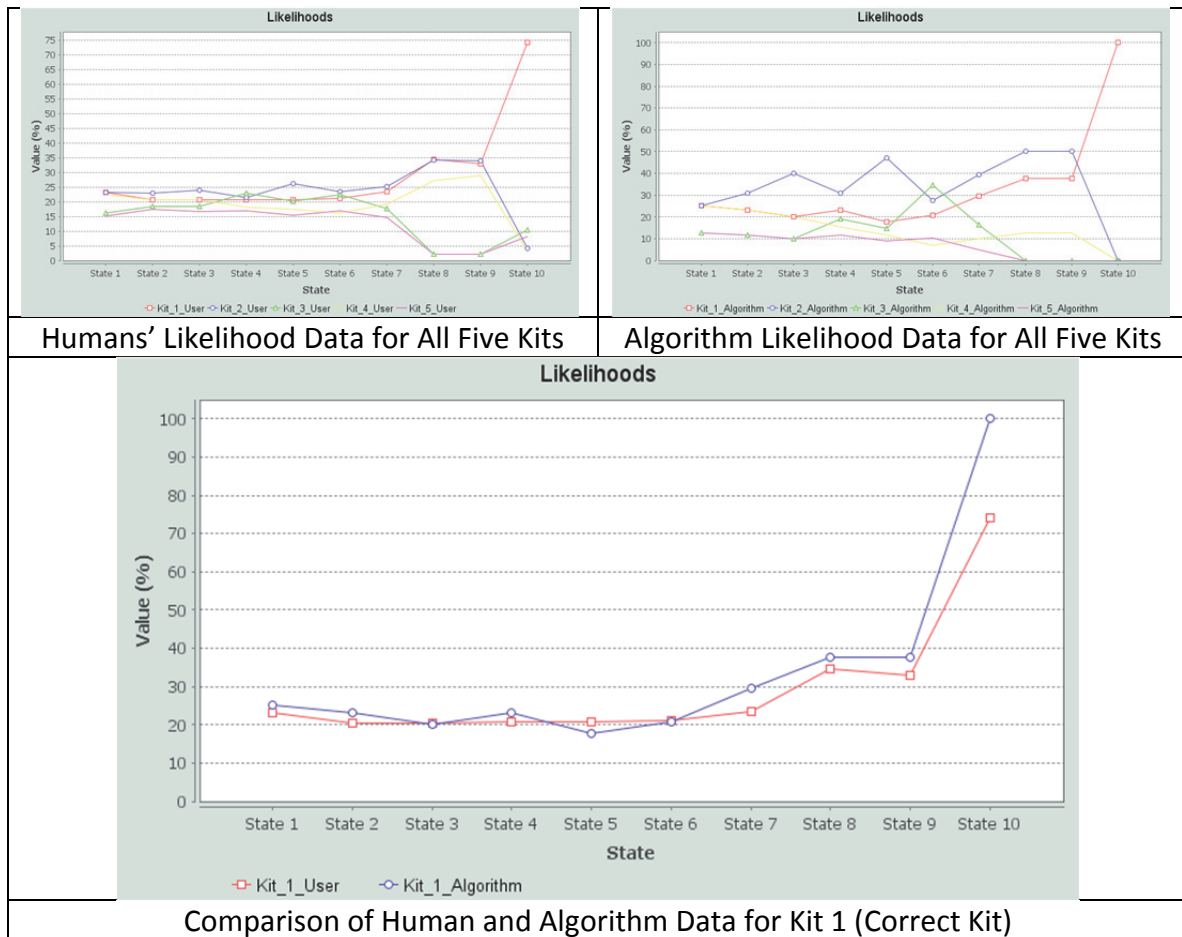 Likelihoods
75
70
65
60
55
50
45
40
35
30
25
20
15
10
5
0
Value (%)
State 1 State 2 State 3 State 4 State 5 State 6 State 7 State 8 State 9 State 10
State
Kit_1_User Kit_2_User Kit_3_User Kit_4_User Kit_5_User
Humans’ Likelihood Data for All Five Kits
Likelihoods
100
90
80
70
60
50
40
30
20
10
0
Value (%)
State 1 State 2 State 3 State 4 State 5 State 6 State 7 State 8 State 9 State 10
State
Kit_1_Algorithm Kit_2_Algorithm Kit_3_Algorithm Kit_4_Algorithm Kit_5_Algorithm
Algorithm Likelihood Data for All Five Kits
Likelihoods
100
90
80
70
60
50
40
30
20
10
0
Value (%)
State 1 State 2 State 3 State 4 State 5 State 6 State 7 State 8 State 9 State 10
State
Kit_1_User Kit_1_Algorithm
Comparison of Human and Algorithm Data for Kit 1 (Correct Kit)